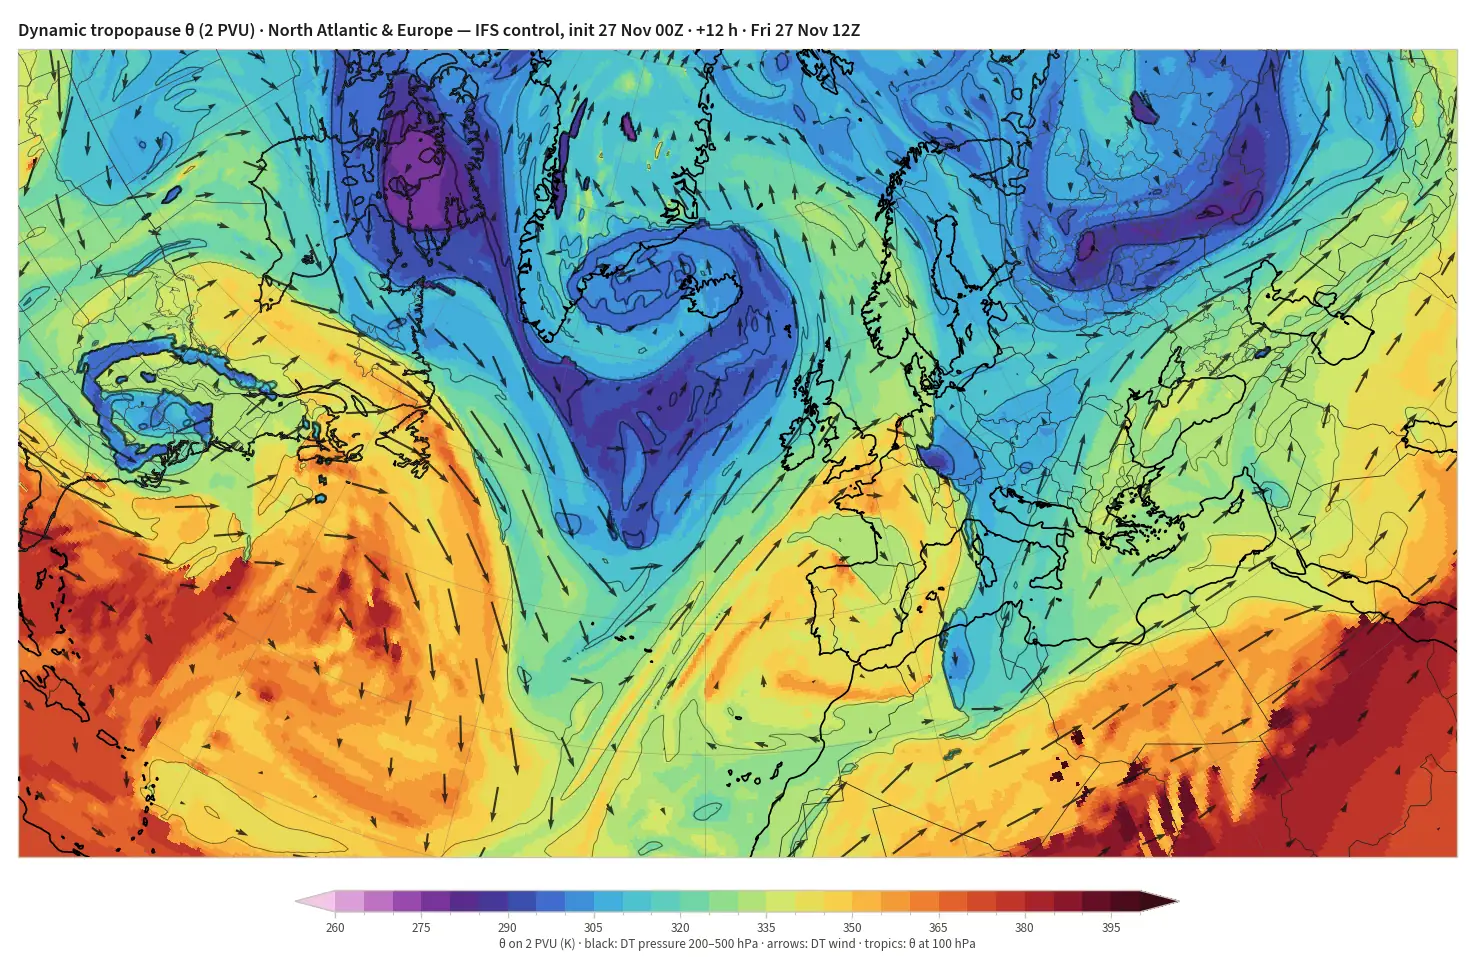 Dynamic tropopause θ (2 PVU) · North Atlantic & Europe — IFS control, init 27 Nov 00Z · +12 h · Fri 27 Nov 12Z
260 275 290 305 320 335 350 365 380 395
θ on 2 PVU (K) · black: DT pressure 200–500 hPa · arrows: DT wind · tropics: θ at 100 hPa